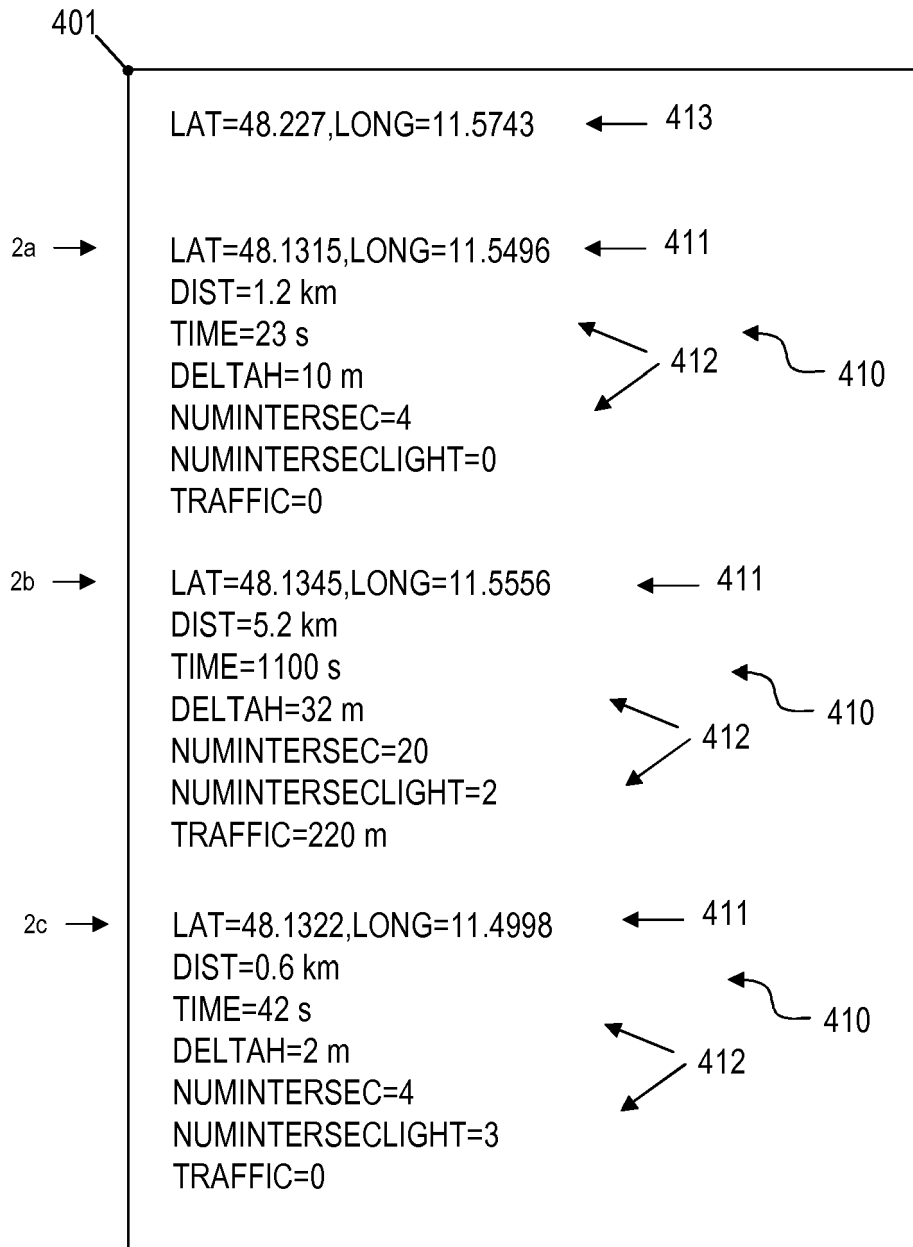 401
LAT=48.227,LONG=11.5743 413
2a LAT=48.1315,LONG=11.5496 411
DIST=1.2 km
TIME=23 s
DELTAH=10 m 412 410
NUMINTERSEC=4
NUMINTERSECLIGHT=0
TRAFFIC=0
2b LAT=48.1345,LONG=11.5556 411
DIST=5.2 km
TIME=1100 s
DELTAH=32 m 410
NUMINTERSEC=20 412
NUMINTERSECLIGHT=2
TRAFFIC=220 m
2c LAT=48.1322,LONG=11.4998 411
DIST=0.6 km
TIME=42 s 410
DELTAH=2 m 412
NUMINTERSEC=4
NUMINTERSECLIGHT=3
TRAFFIC=0